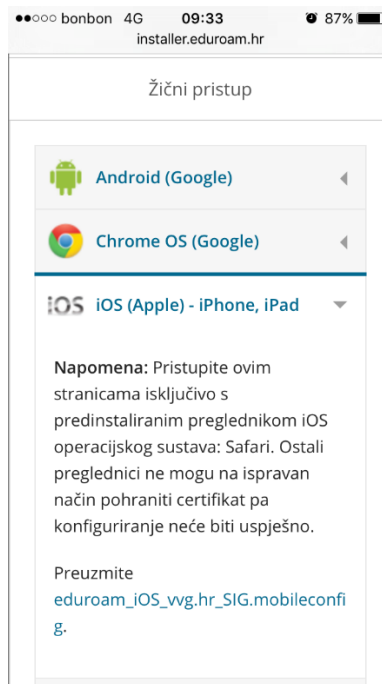 bonbon 4G 09:33 87%
installer.eduroam.hr
Žični pristup
Android (Google)
Chrome OS (Google)
iOS iOS (Apple) - iPhone, iPad
Napomena: Pristupite ovim
stranicama isključivo s
predinstaliranim preglednikom iOS
operacijskog sustava: Safari. Ostali
preglednici ne mogu na ispravan
način pohraniti certifikat pa
konfiguriranje neće biti uspješno.
Preuzmite
eduroam_iOS_vvg.hr_SIG.mobileconfi
g.